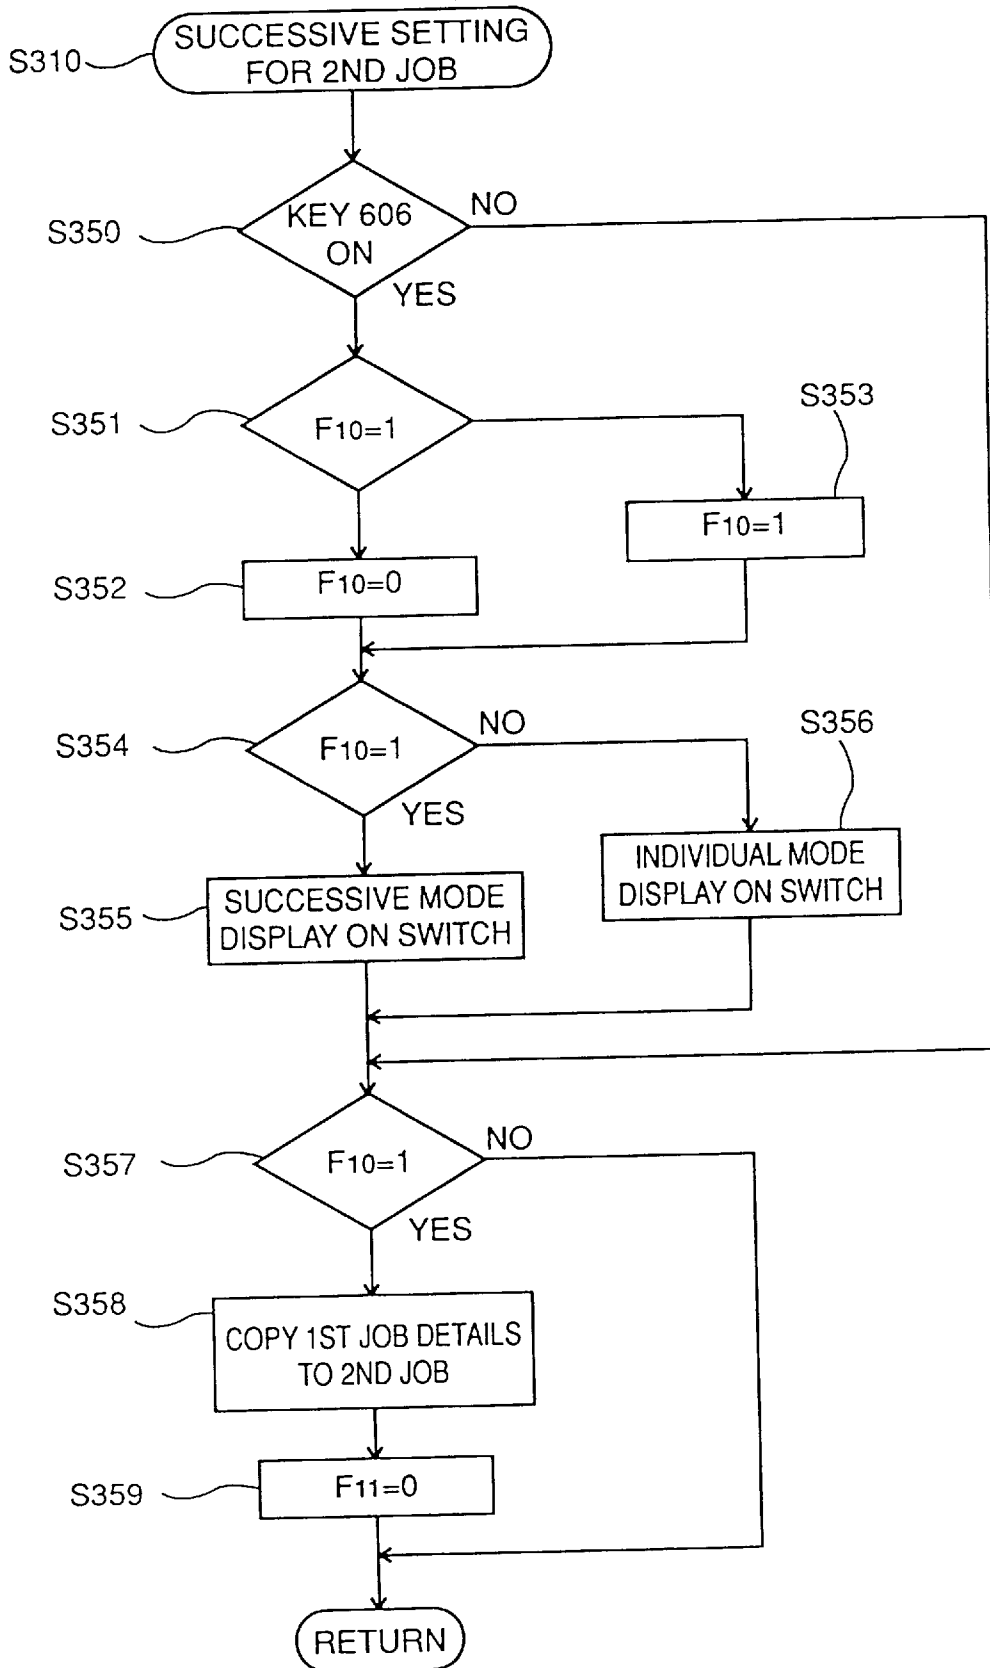 SUCCESSIVE SETTING
FOR 2ND JOB
S310
KEY 606
ON
NO
S350
YES
S351
F10=1
S353
F10=1
S352
F10=0
S354
F10=1
NO
S356
YES
INDIVIDUAL MODE
DISPLAY ON SWITCH
S355
SUCCESSIVE MODE
DISPLAY ON SWITCH
S357
F10=1
NO
YES
S358
COPY 1ST JOB DETAILS
TO 2ND JOB
S359
F11=0
RETURN